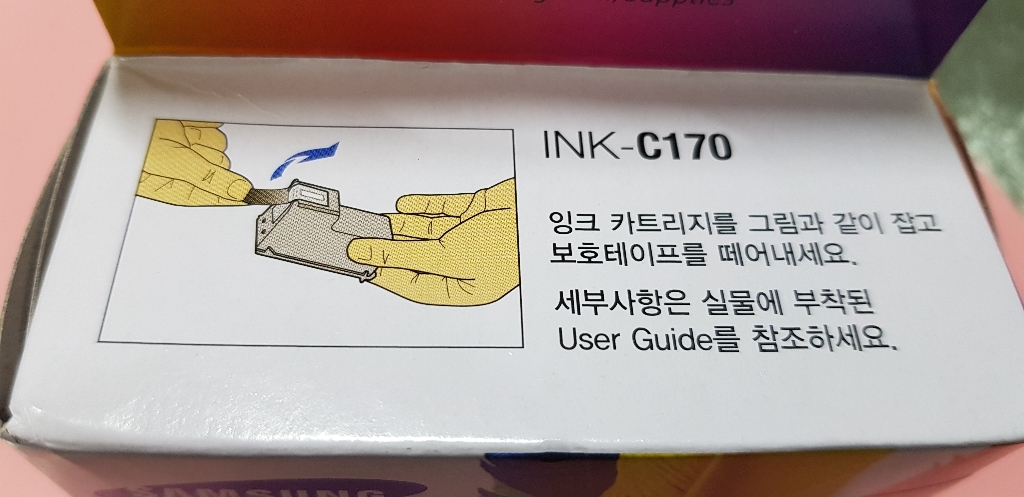 INK-C170
잉크 카트리지를 그림과 같이 잡고
보호테이프를 떼어내세요.
세부사항은 실물에 부착된
User Guide를 참조하세요.
SAMSUNG